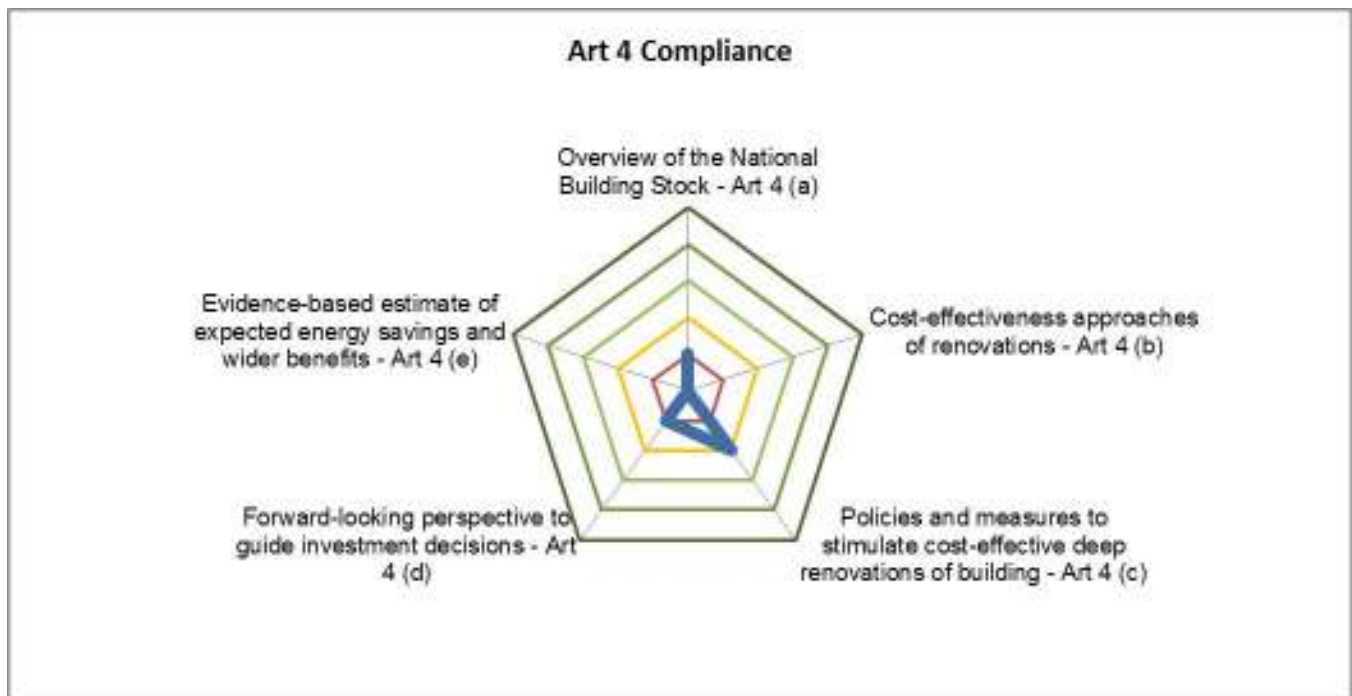 Art 4 Compliance
Overview of the National
Building Stock - Art 4 (a)
Evidence-based estimate of
expected energy savings and
wider benefits - Art 4 (e)
Cost-effectiveness approaches
of renovations - Art 4 (b)
Forward-looking perspective to
guide investment decisions - Art
4 (d)
Policies and measures to
stimulate cost-effective deep
renovations of building - Art 4 (c)